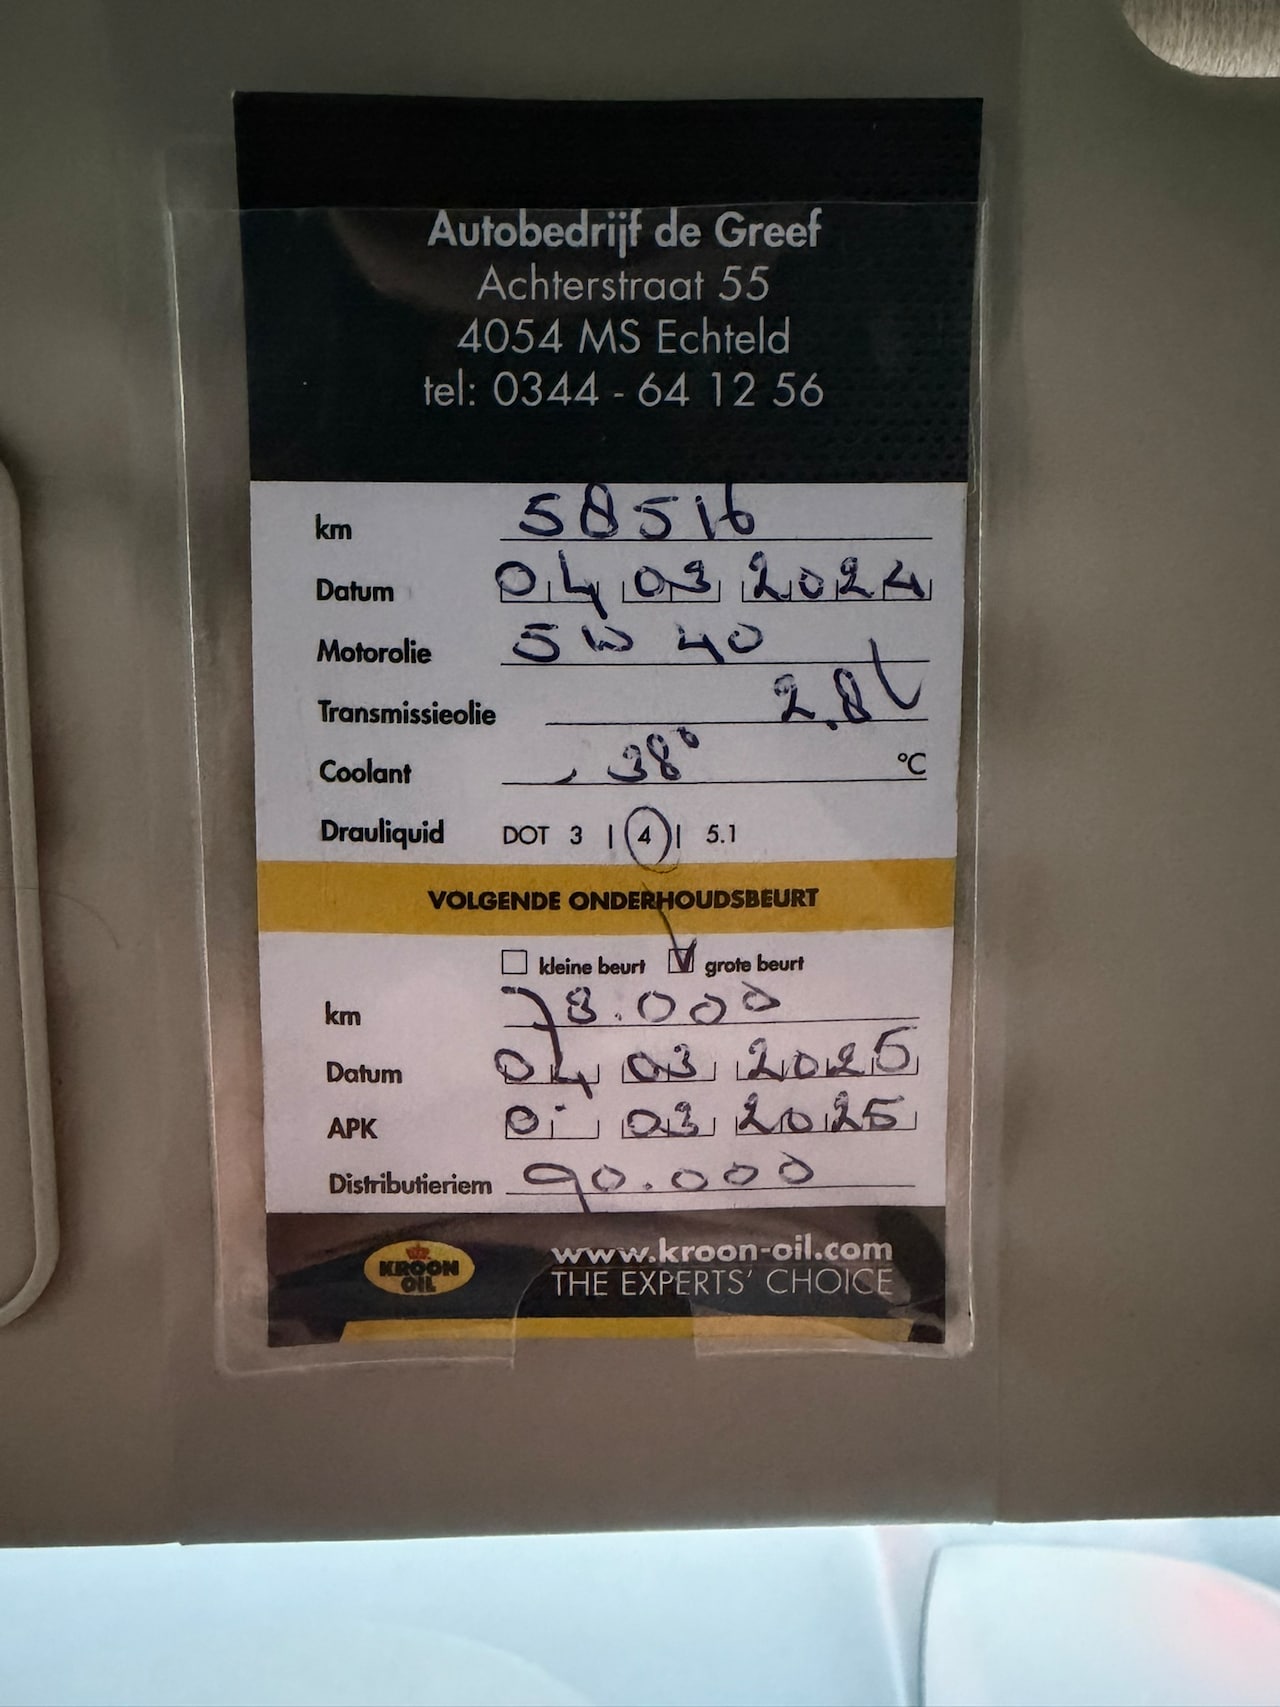 Autobedrijf de Greef
Achterstraat 55
4054 MS Echteld
tel: 0344 - 64 12 56
km 58516
Datum 04 03 2024
Motorolie 5W 40
Transmissieolie 2.8L
Coolant - 38° °C
Drauliquid DOT 3 | 4 | 5.1
VOLGENDE ONDERHOUDSBEURT
kleine beurt grote beurt
km 78.000
Datum 04 03 2025
APK 03 2025
Distributieriem 90.000
KROON OIL
www.kroon-oil.com
THE EXPERTS' CHOICE